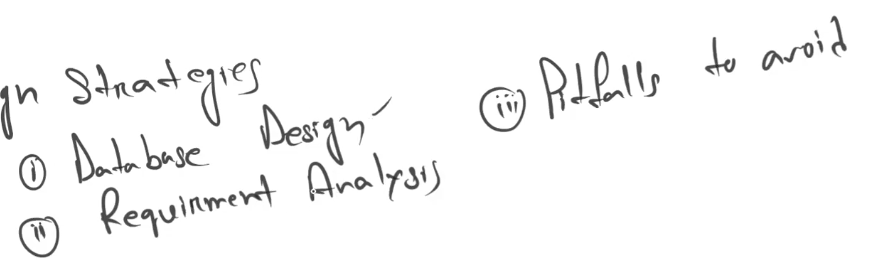 gn Strategies
(i) Database Design
(ii) Requirment Analysis
(iii) Pitfalls to avoid